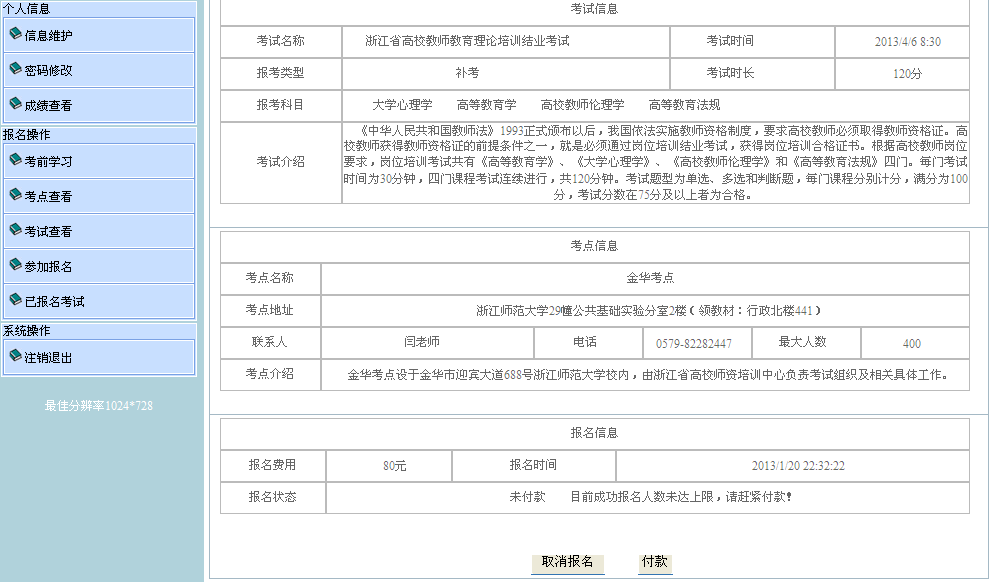 个人信息
信息维护
密码修改
成绩查看
报名操作
考前学习
考点查看
考试查看
参加报名
已报名考试
系统操作
注销退出
最佳分辨率1024*728
考试信息
考试名称 浙江省高校教师教育理论培训结业考试 考试时间 2013/4/6 8:30
报考类型 补考 考试时长 120分
报考科目 大学心理学 高等教育学 高校教师伦理学 高等教育法规
考试介绍
《中华人民共和国教师法》1993正式颁布以后，我国依法实施教师资格制度，要求高校教师必须取得教师资格证。高
校教师获得教师资格证的前提条件之一，就是必须通过岗位培训结业考试，获得岗位培训合格证书。根据高校教师岗位
要求，岗位培训考试共有《高等教育学》、《大学心理学》、《高校教师伦理学》和《高等教育法规》四门。每门考试
时间为30分钟，四门课程考试连续进行，共120分钟。考试题型为单选、多选和判断题，每门课程分别计分，满分为100
分，考试分数在75分及以上者为合格。
考点信息
考点名称 金华考点
考点地址 浙江师范大学29幢公共基础实验分室2楼（领教材：行政北楼441）
联系人 闫老师 电话 0579-82282447 最大人数 400
考点介绍 金华考点设于金华市迎宾大道688号浙江师范大学校内，由浙江省高校师资培训中心负责考试组织及相关具体工作。
报名信息
报名费用 80元 报名时间 2013/1/20 22:32:22
报名状态 未付款 目前成功报名人数未达上限，请赶紧付款！
取消报名 付款